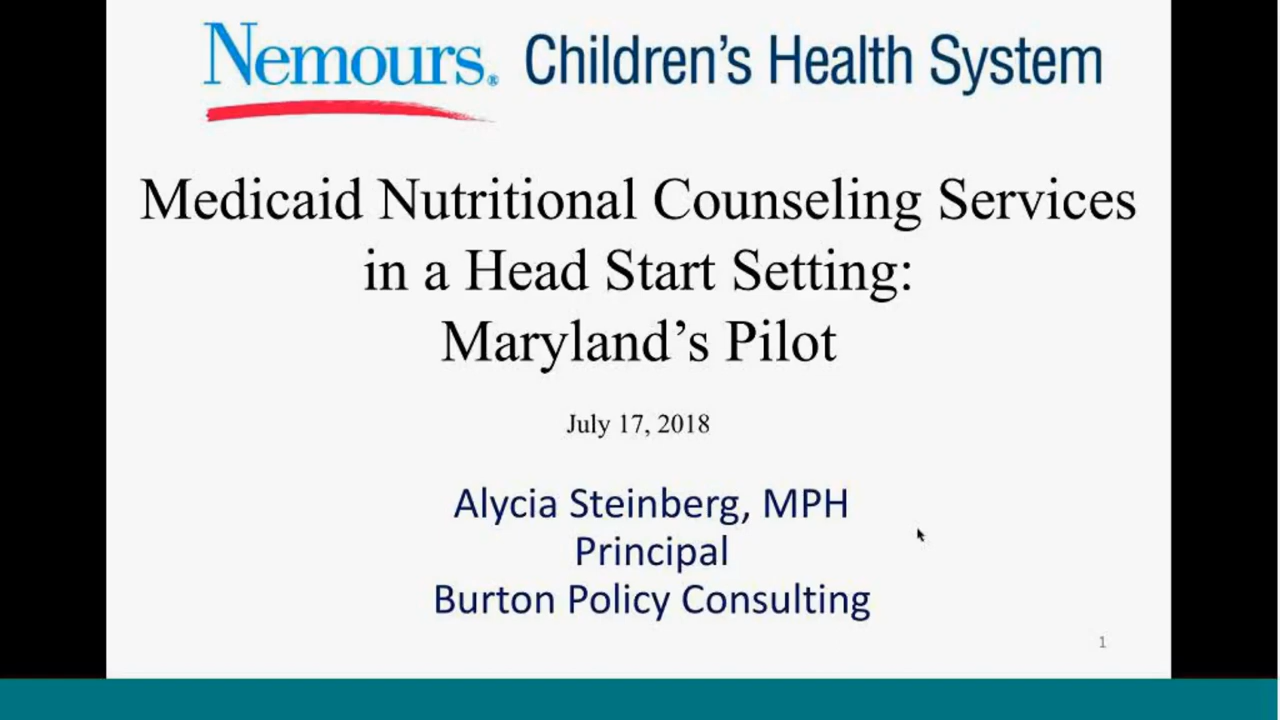 Nemours® Children's Health System
Medicaid Nutritional Counseling Services
in a Head Start Setting:
Maryland's Pilot
July 17, 2018
Alycia Steinberg, MPH
Principal
Burton Policy Consulting
1